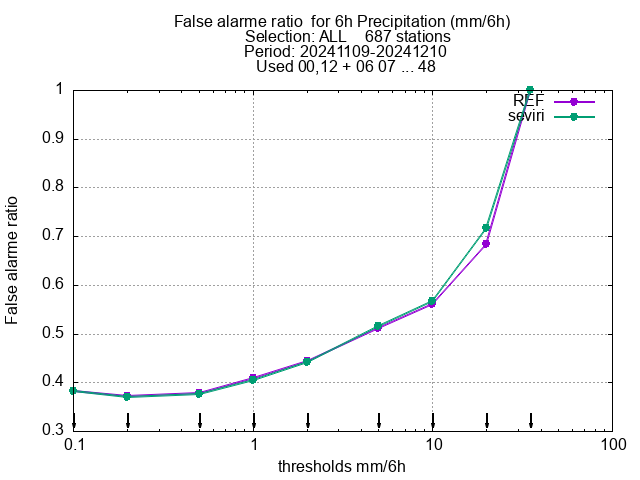 False alarme ratio  for 6h Precipitation (mm/6h)
Selection: ALL    687 stations
Period: 20241109-20241210
Used 00,12 + 06 07 ... 48
REF
seviri
1
0.9
0.8
0.7
0.6
0.5
0.4
0.3
False alarme ratio
0.1 1 10 100
thresholds mm/6h